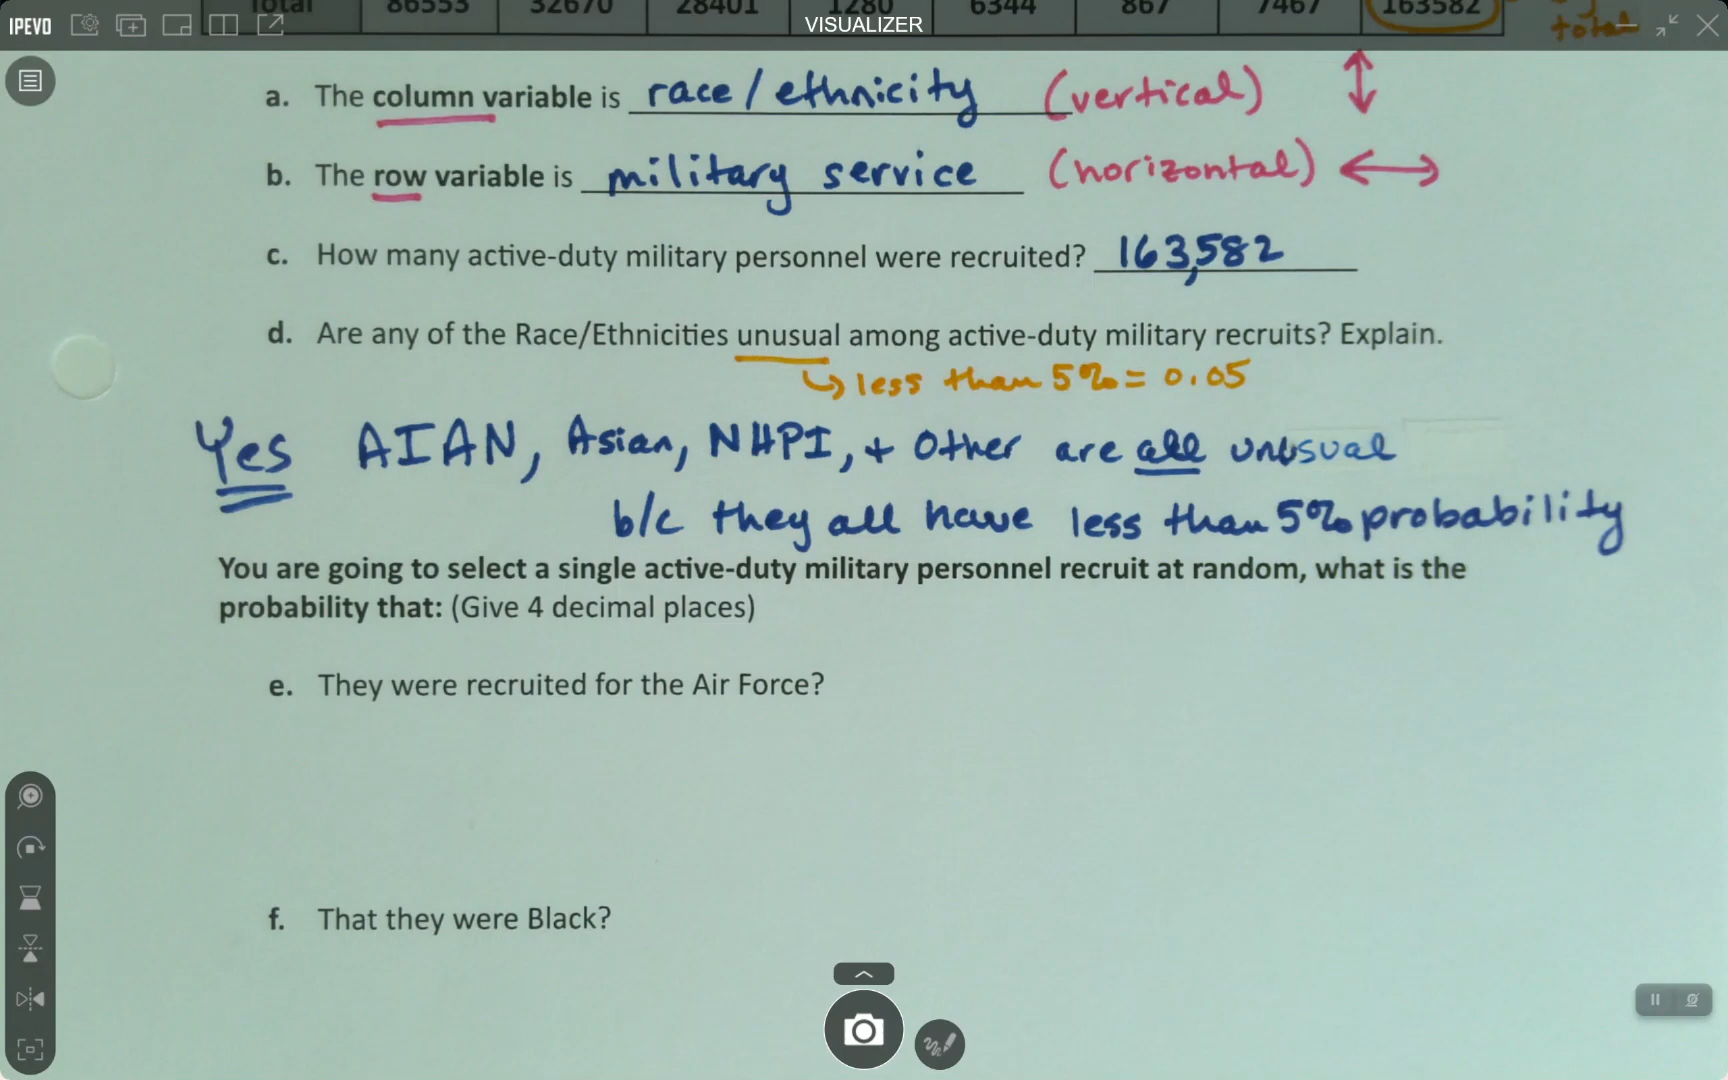 IPEVO VISUALIZER
Total 86553 32670 28401 1280 6344 867 7467 163582 total
a. The column variable is race/ethnicity (vertical)
b. The row variable is military service (horizontal)
c. How many active-duty military personnel were recruited? 163,582
d. Are any of the Race/Ethnicities unusual among active-duty military recruits? Explain.
less than 5% = 0.05
Yes AIAN, Asian, NHPI, + Other are all unusual
b/c they all have less than 5% probability
You are going to select a single active-duty military personnel recruit at random, what is the
probability that: (Give 4 decimal places)
e. They were recruited for the Air Force?
f. That they were Black?